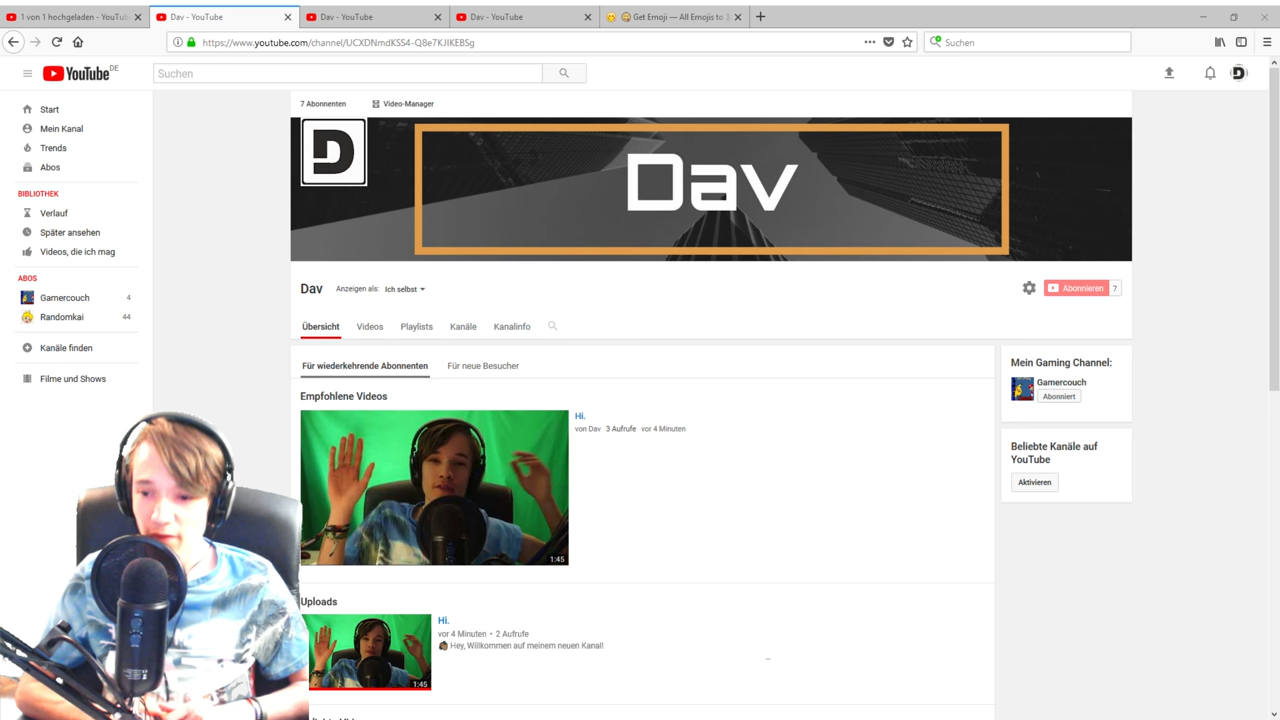 1 von 1 hochgeladen - YouTub
Dav - YouTube
Dav - YouTube
Dav - YouTube
Get Emoji — All Emojis to
https://www.youtube.com/channel/UCXDNmdKSS4-Q8e7KJIKEBSg
Suchen
YouTube DE
Suchen
Start
Mein Kanal
Trends
Abos
BIBLIOTHEK
Verlauf
Später ansehen
Videos, die ich mag
ABOS
Gamercouch 4
Randomkai 44
Kanäle finden
Filme und Shows
7 Abonnenten Video-Manager
D
Dav
Dav Anzeigen als: Ich selbst
Abonnieren 7
Übersicht Videos Playlists Kanäle Kanalinfo
Für wiederkehrende Abonnenten Für neue Besucher
Empfohlene Videos
Hi.
von Dav 3 Aufrufe vor 4 Minuten
1:45
Uploads
Hi.
vor 4 Minuten • 2 Aufrufe
Hey, Willkommen auf meinem neuen Kanal!
1:45
Mein Gaming Channel:
Gamercouch
Abonniert
Beliebte Kanäle auf
YouTube
Aktivieren